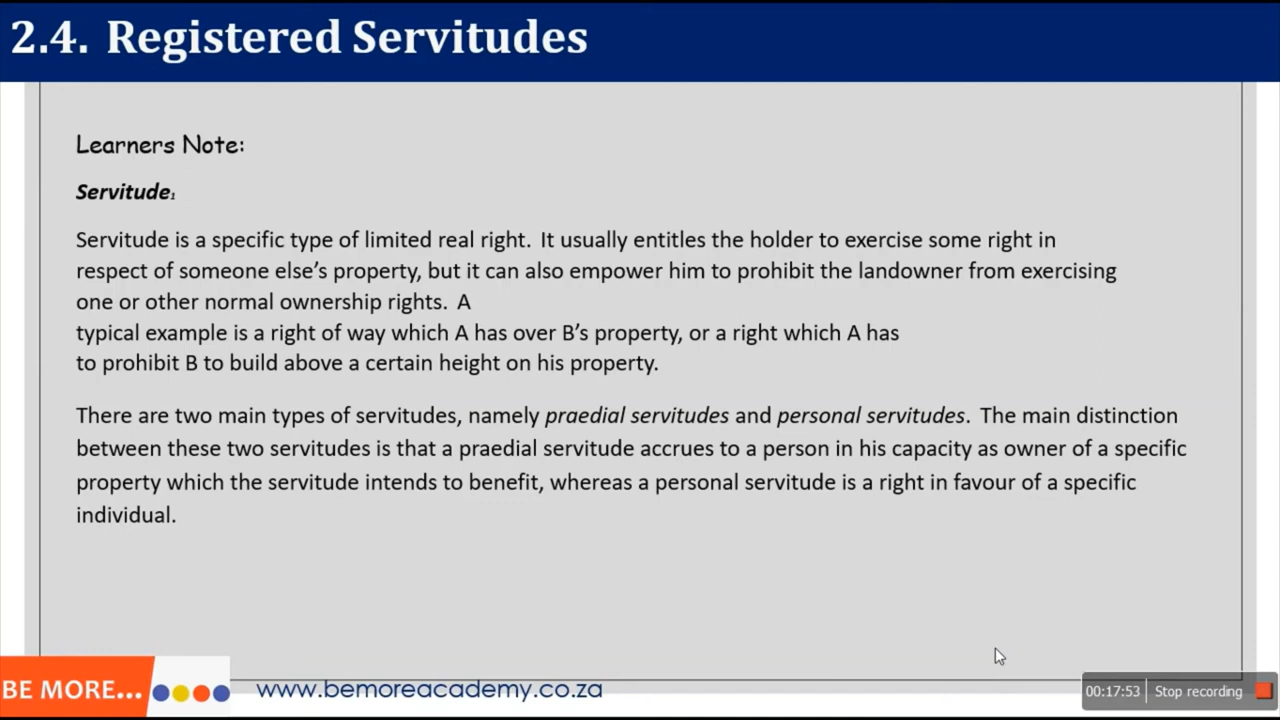 2.4. Registered Servitudes
Learners Note:
Servitude1
Servitude is a specific type of limited real right. It usually entitles the holder to exercise some right in
respect of someone else’s property, but it can also empower him to prohibit the landowner from exercising
one or other normal ownership rights. A
typical example is a right of way which A has over B’s property, or a right which A has
to prohibit B to build above a certain height on his property.
There are two main types of servitudes, namely praedial servitudes and personal servitudes. The main distinction
between these two servitudes is that a praedial servitude accrues to a person in his capacity as owner of a specific
property which the servitude intends to benefit, whereas a personal servitude is a right in favour of a specific
individual.
BE MORE...
www.bemoreacademy.co.za
00:17:53 Stop recording